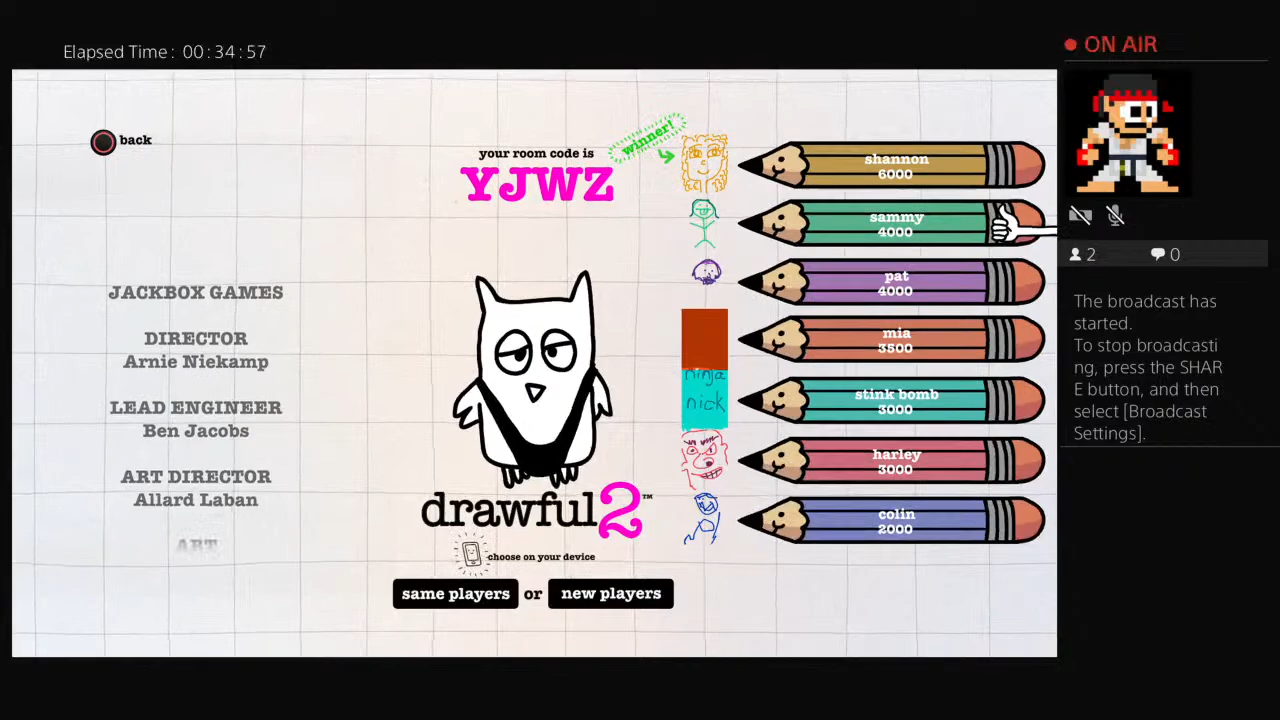 Elapsed Time: 00:34:57
ON AIR
back
your room code is
YJWZ
winner!
shannon
6000
sammy
4000
pat
4000
mia
3500
ninja
nick
stink bomb
3000
harley
3000
colin
2000
JACKBOX GAMES
DIRECTOR
Arnie Niekamp
LEAD ENGINEER
Ben Jacobs
ART DIRECTOR
Allard Laban
ART
drawful 2™
choose on your device
same players or new players
2
0
The broadcast has
started.
To stop broadcasti
ng, press the SHAR
E button, and then
select [Broadcast
Settings].